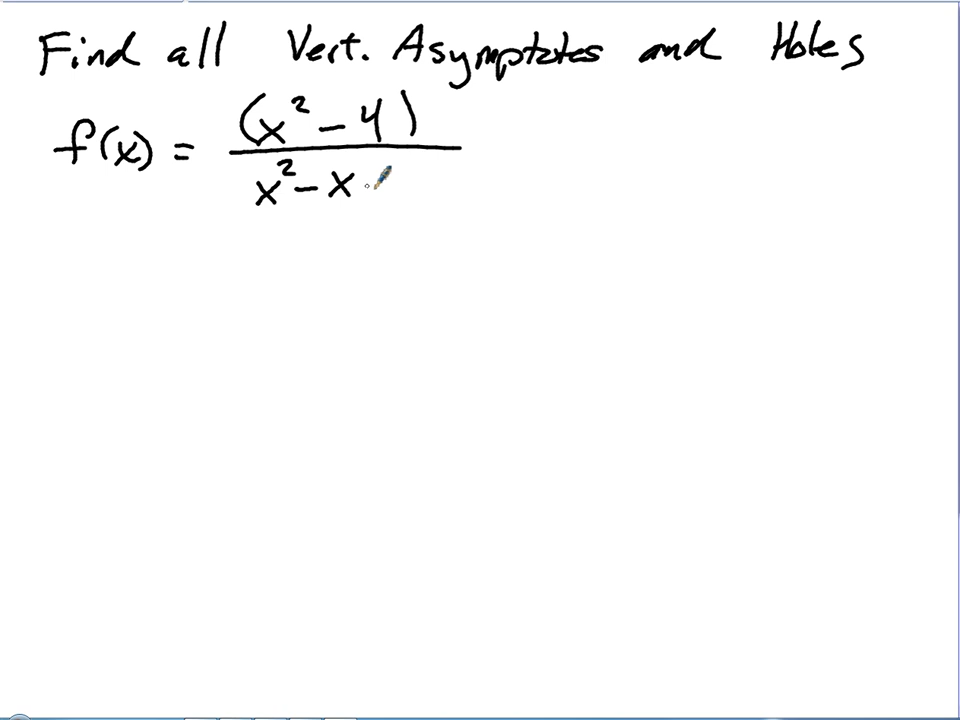 Find all Vert. Asymptotes and Holes
f(x) = (x² - 4) / x² - x